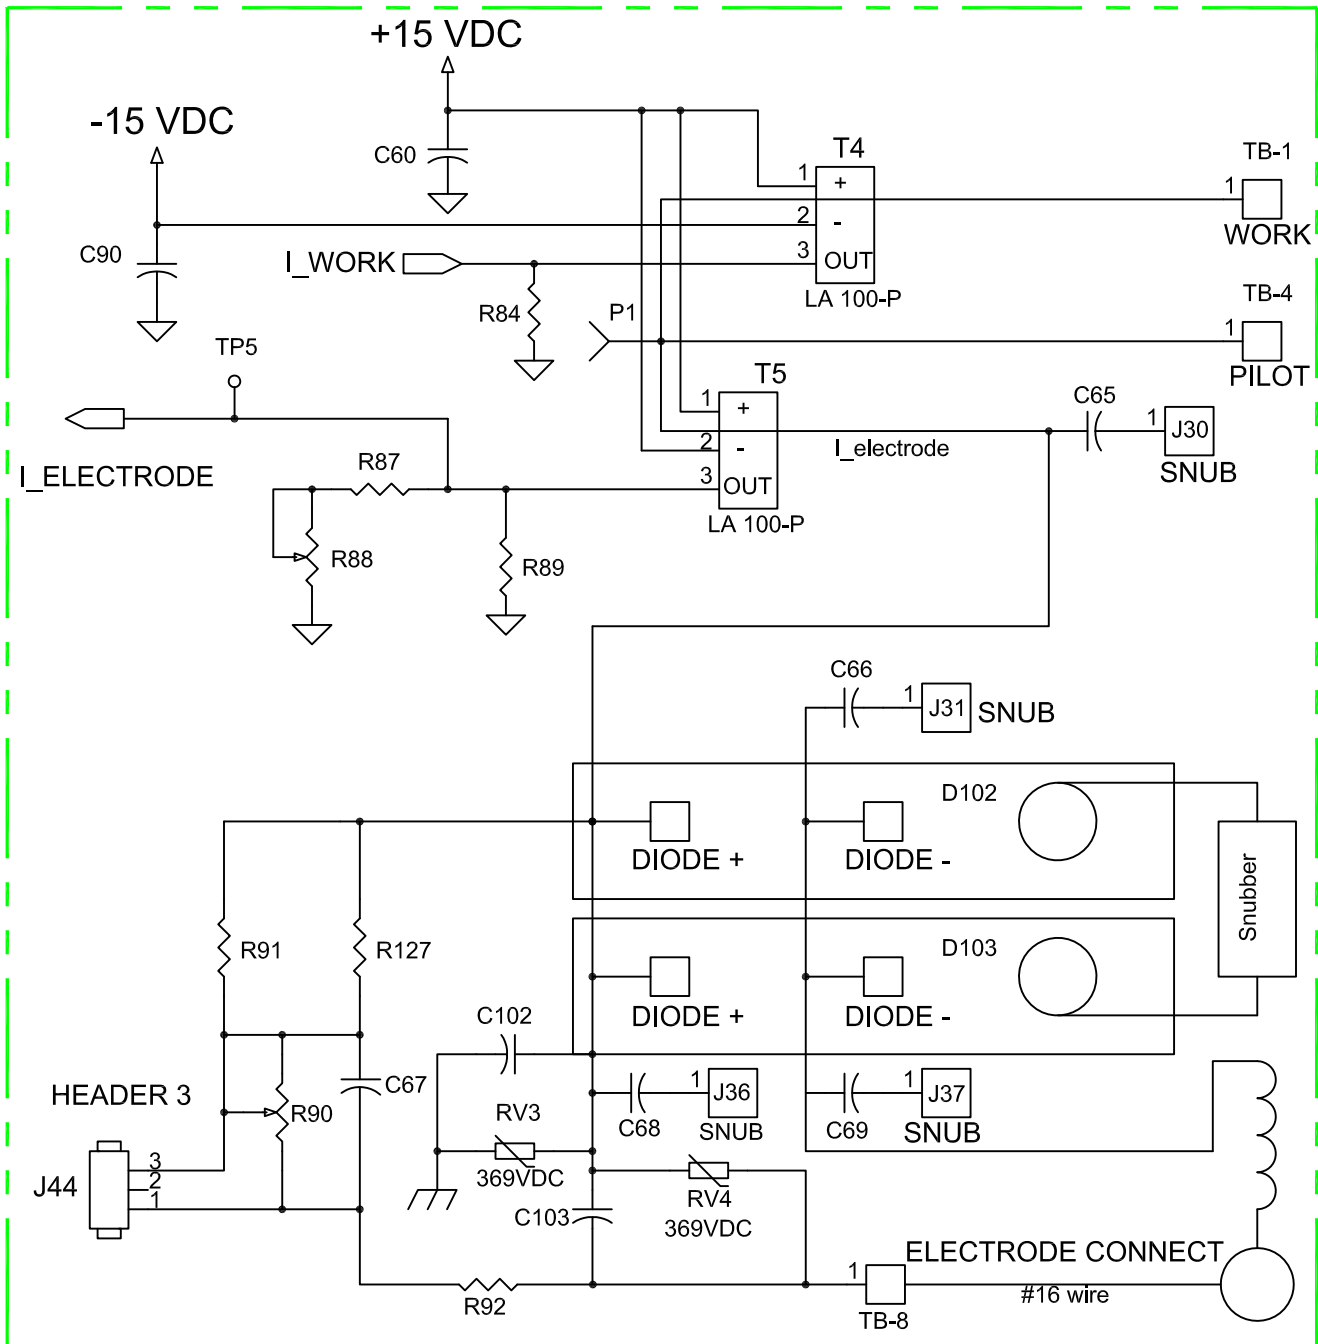 +15 VDC
-15 VDC
C60
T4
TB-1
1
+
1
2
-
WORK
C90
I_WORK
3
OUT
LA 100-P
TB-4
R84
P1
1
PILOT
TP5
T5
C65
1
+
1
J30
2
-
I_electrode
SNUB
I_ELECTRODE
R87
3
OUT
LA 100-P
R88
R89
C66
1
J31
SNUB
D102
DIODE +
DIODE -
Snubber
R91
R127
D103
DIODE +
DIODE -
C102
C67
HEADER 3
R90
RV3
1
J36
1
J37
C68
SNUB
C69
SNUB
3
J44
2
1
369VDC
RV4
C103
369VDC
ELECTRODE CONNECT
1
#16 wire
R92
TB-8